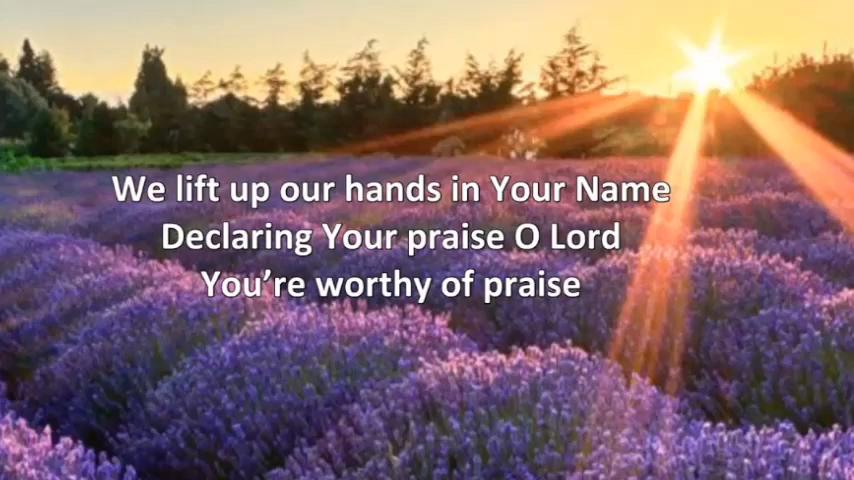 We lift up our hands in Your Name
Declaring Your praise O Lord
You're worthy of praise